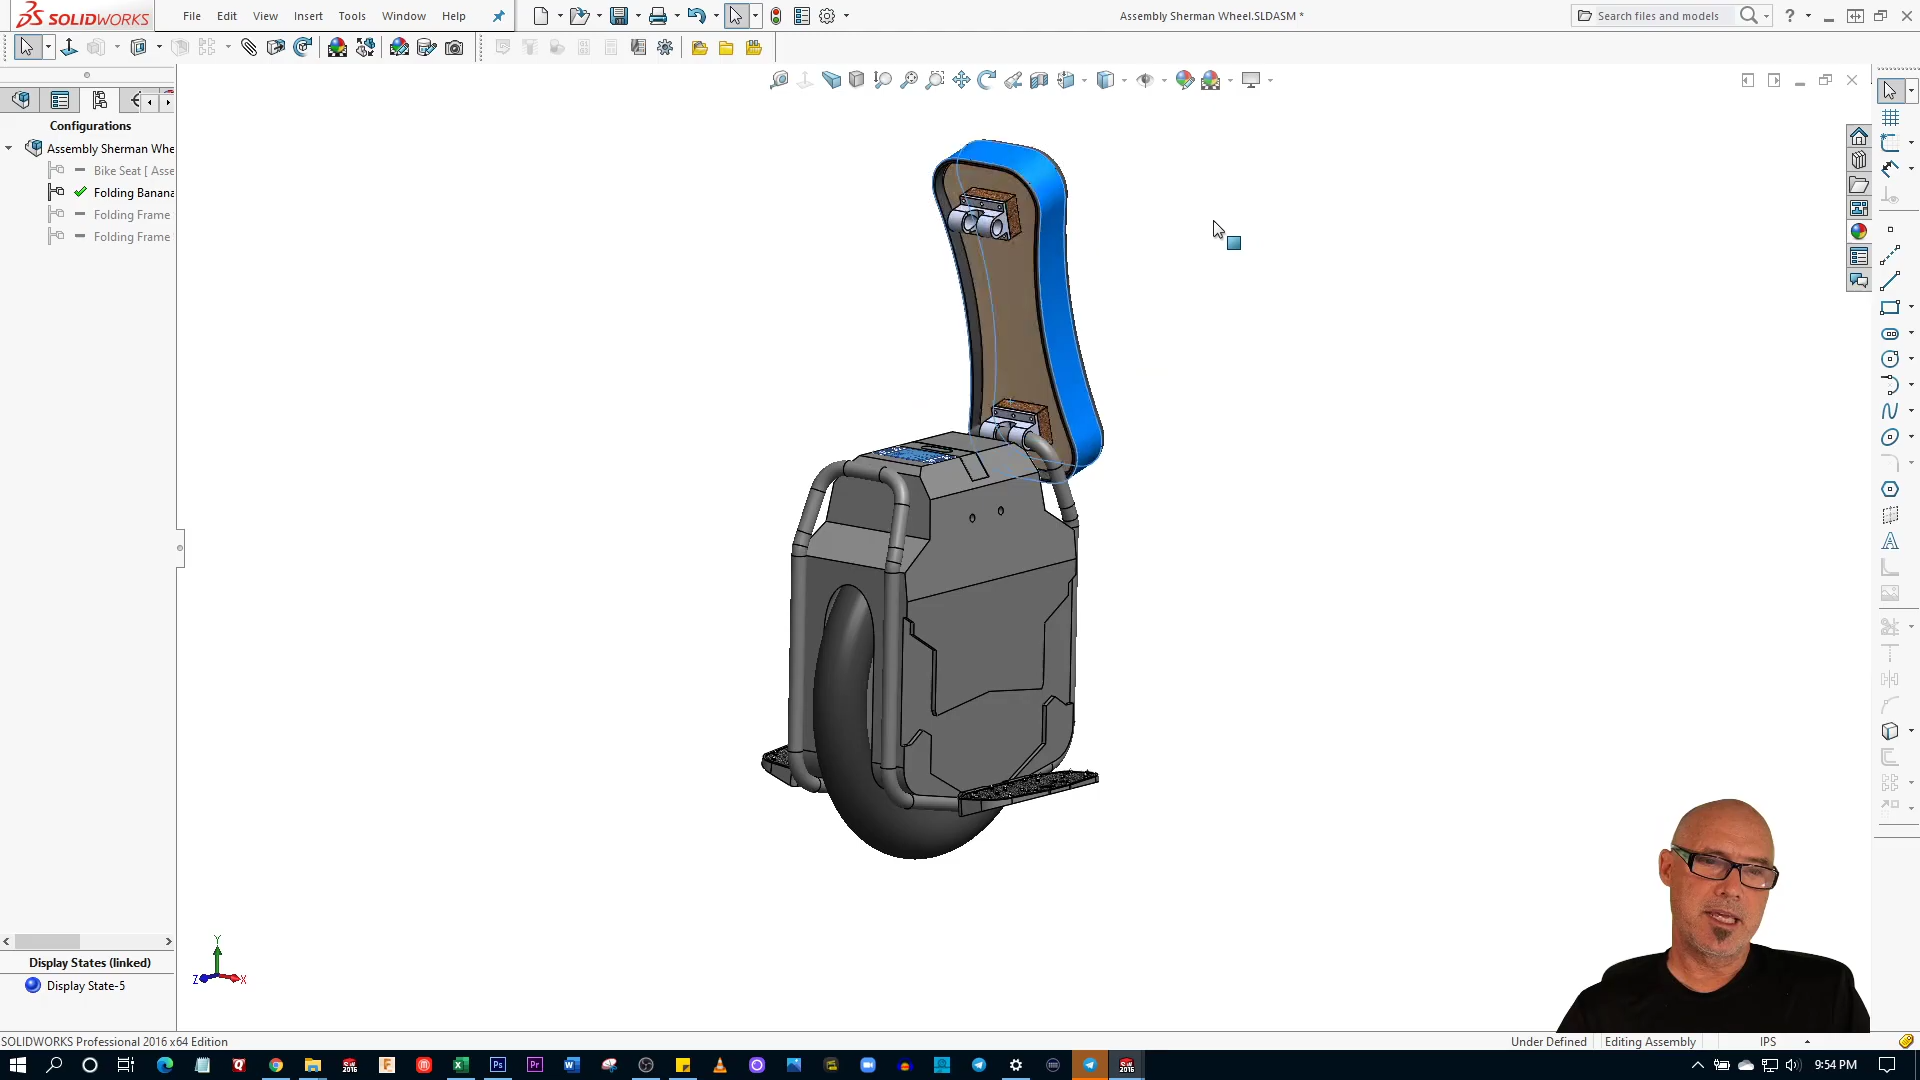 SOLIDWORKS
File Edit View Insert Tools Window Help
Assembly Sherman Wheel.SLDASM *
Search files and models
Configurations
Assembly Sherman Whe
Bike Seat [ Asse
Folding Banana
Folding Frame
Folding Frame
Y
Z X
Display States (linked)
Display State-5
SOLIDWORKS Professional 2016 x64 Edition
Under Defined Editing Assembly IPS
9:54 PM